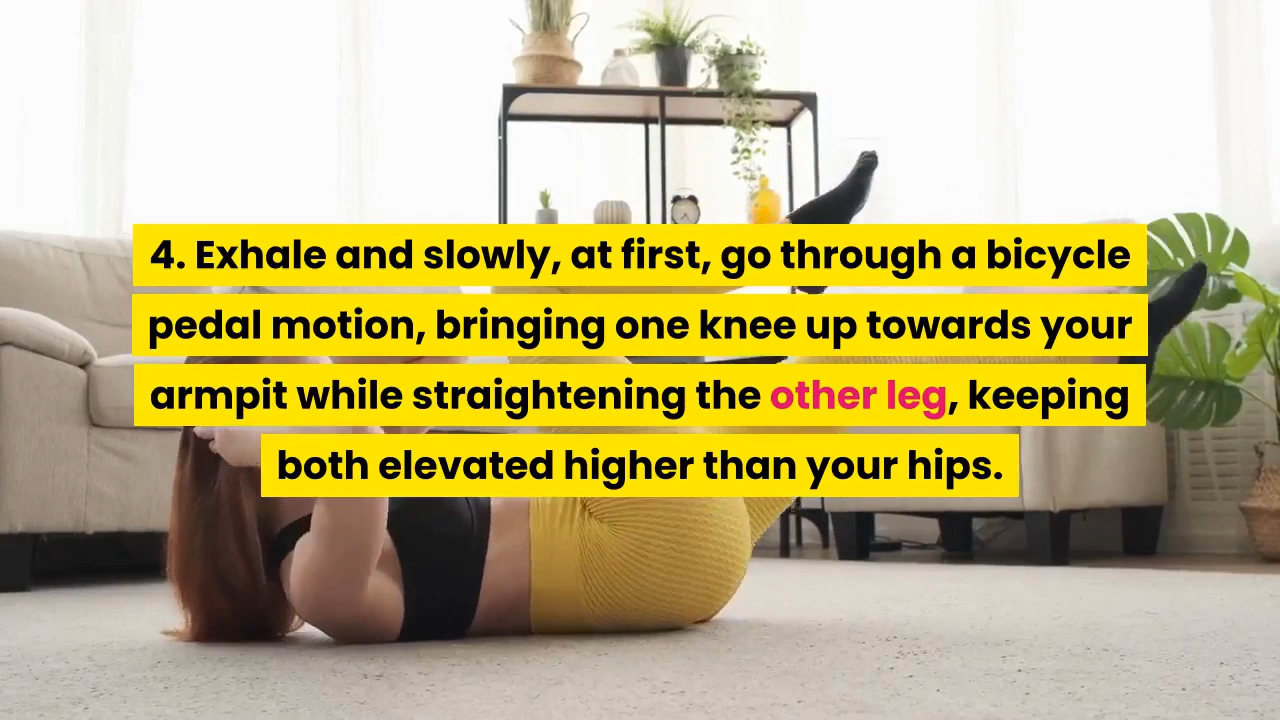 4. Exhale and slowly, at first, go through a bicycle
pedal motion, bringing one knee up towards your
armpit while straightening the other leg, keeping
both elevated higher than your hips.